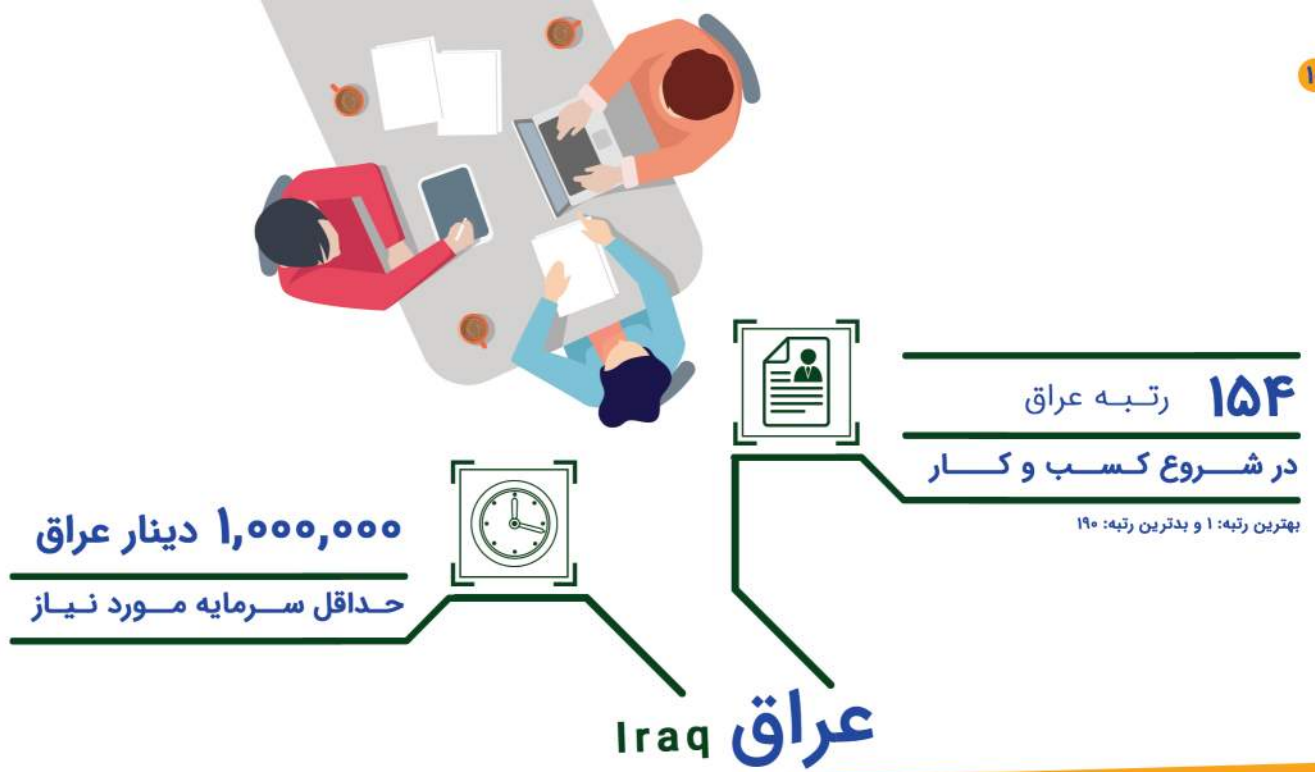 ۱۵۴ رتبه عراق
در شروع کسب و کار
بهترین رتبه: ۱ و بدترین رتبه: ۱۹۰
۱,۰۰۰,۰۰۰ دینار عراق
حداقل سرمایه مورد نیاز
عراق Iraq